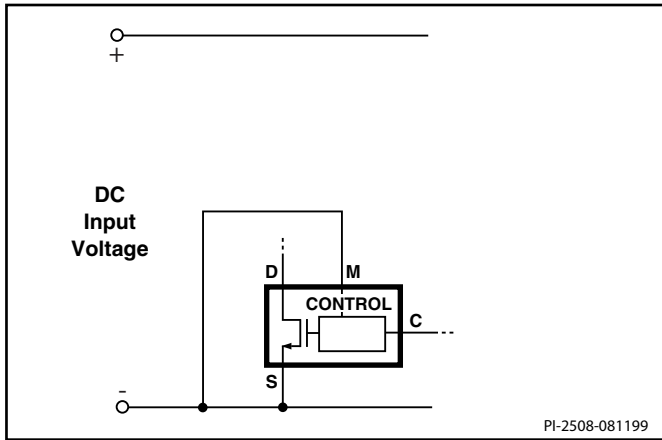 +
DC
Input
Voltage
D
M
CONTROL
C
S
-
PI-2508-081199